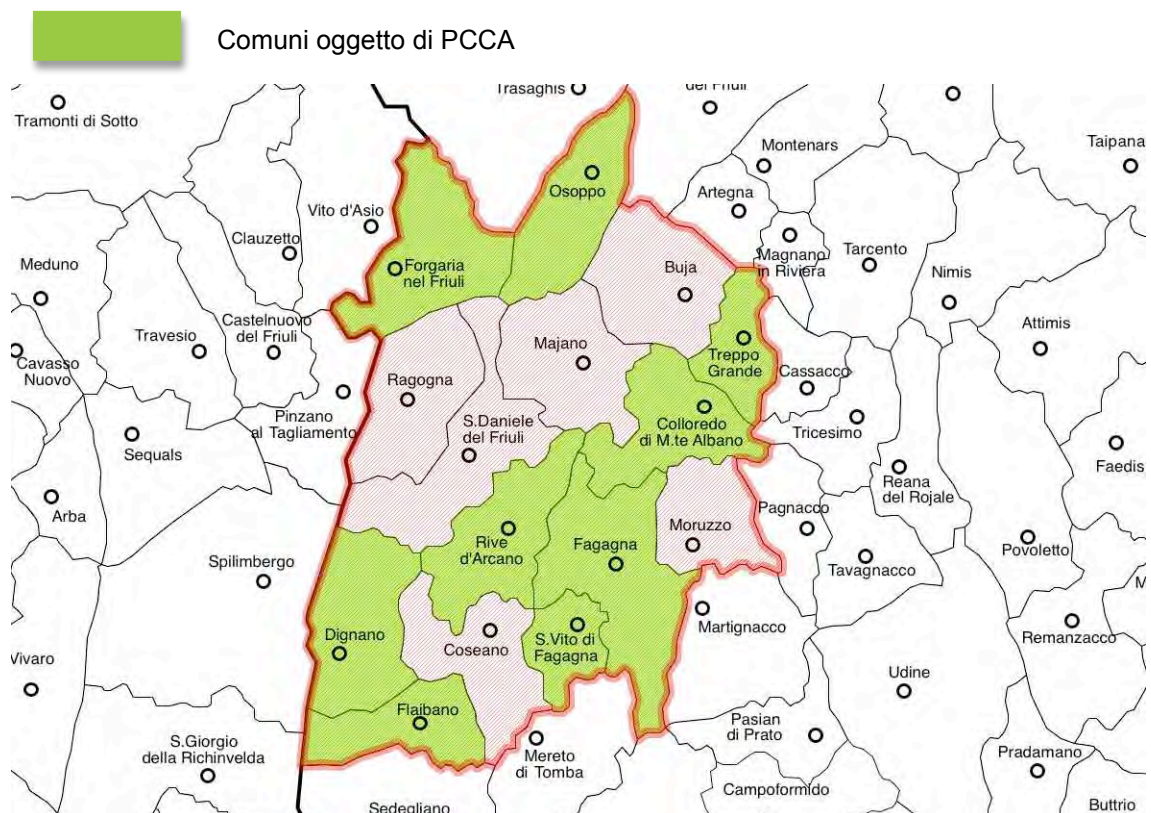 Comuni oggetto di PCCA
Trasaghis
del Friuli
Tramonti di Sotto
Montenars
Taipana
Osoppo
Artegna
Vito d'Asio
Clauzetto
Magnano
in Riviera
Tarcento
Meduno
Forgaria
nel Friuli
Buja
Nimis
Travesio
Castelnuovo
del Friuli
Attimis
Majano
Treppo
Grande
Cavasso
Nuovo
Cassacco
Ragogna
Pinzano
al Tagliamento
S.Daniele
del Friuli
Colloredo
di M.te Albano
Tricesimo
Sequals
Faedis
Reana
del Rojale
Arba
Pagnacco
Moruzzo
Rive
d'Arcano
Fagagna
Povoletto
Spilimbergo
Tavagnacco
M
Martignacco
Dignano
Coseano
S.Vito di
Fagagna
Remanzacco
Vivaro
Udine
Flaibano
Pasian
di Prato
S.Giorgio
della Richinvelda
Mereto
di Tomba
Pradamano
Campoformido
Sedegliano
Buttrio